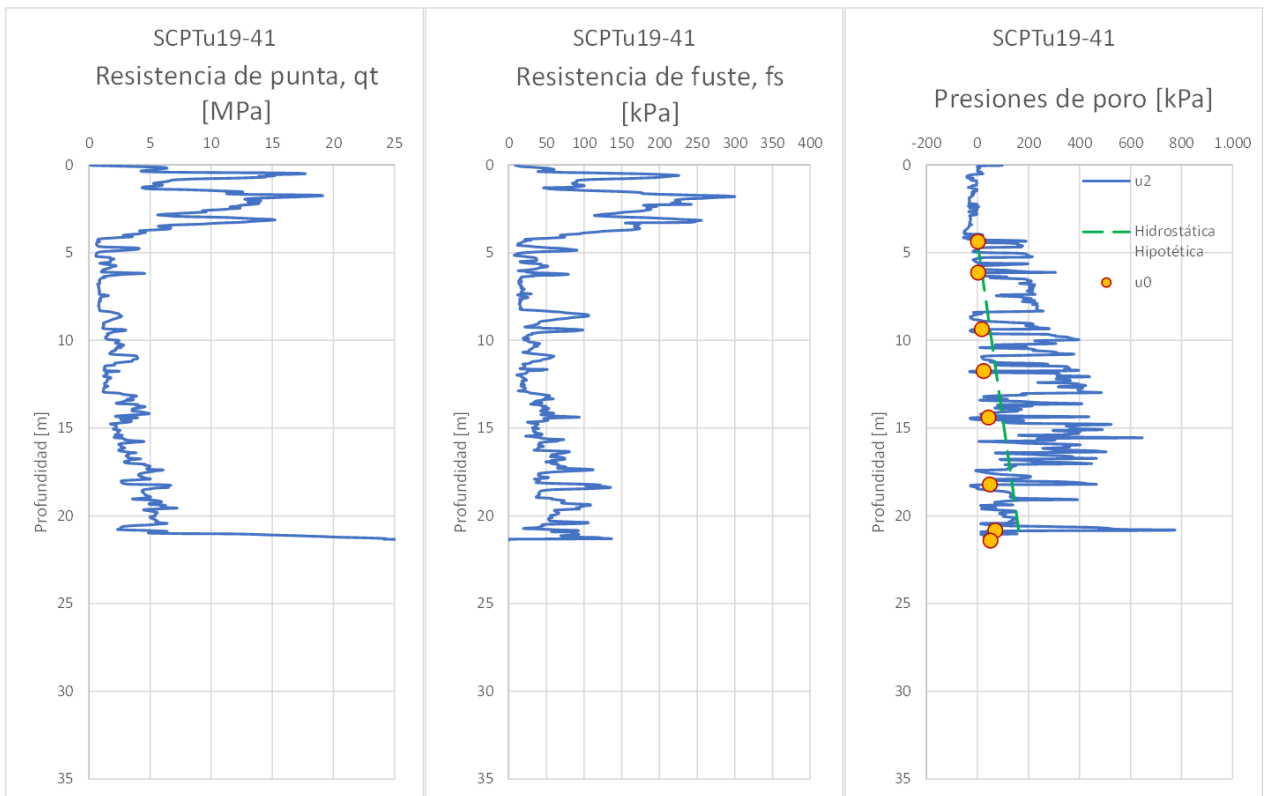 SCPTu19-41
Resistencia de punta, qt
[MPa]
0 5 10 15 20 25
0
5
10
15
20
25
30
35
Profundidad [m]
SCPTu19-41
Resistencia de fuste, fs
[kPa]
0 50 100 150 200 250 300 350 400
0
5
10
15
20
25
30
35
Profundidad [m]
SCPTu19-41
Presiones de poro [kPa]
-200 0 200 400 600 800 1.000
0
5
10
15
20
25
30
35
Profundidad [m]
u2
Hidrostática
Hipotética
u0